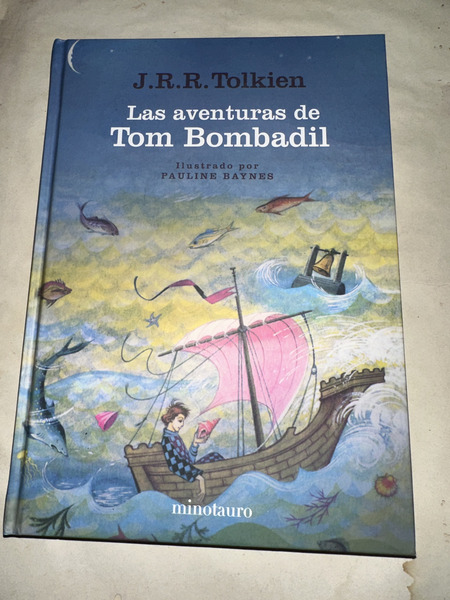 J.R.R. Tolkien
Las aventuras de
Tom Bombadil
Ilustrado por
PAULINE BAYNES
minotauro